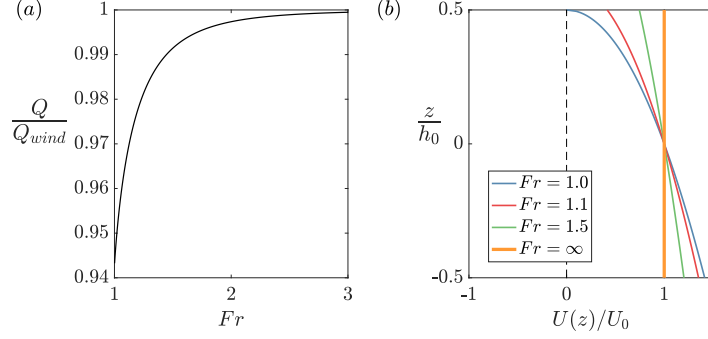 (a)
1
0.99
0.98
0.97
0.96
0.95
0.94
Q
Q_wind
1 2 3
Fr
(b)
0.5
0
-0.5
z
h_0
Fr = 1.0
Fr = 1.1
Fr = 1.5
Fr = ∞
-1 0 1
U(z)/U_0